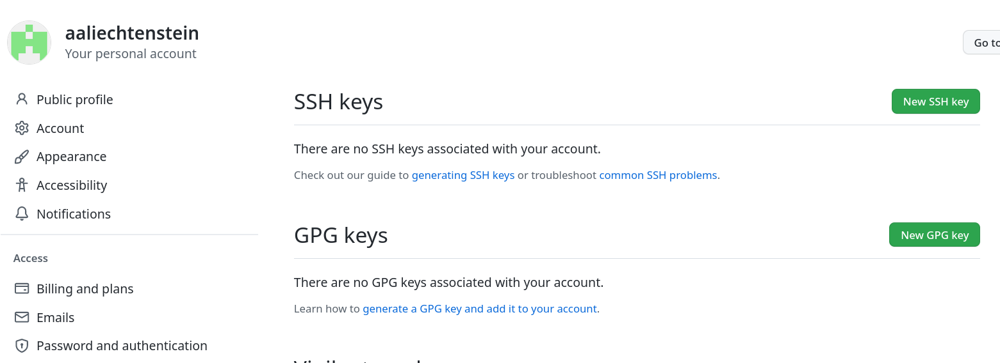 aaliechtenstein
Your personal account
Go to
Public profile
Account
Appearance
Accessibility
Notifications
Access
Billing and plans
Emails
Password and authentication
SSH keys
New SSH key
There are no SSH keys associated with your account.
Check out our guide to generating SSH keys or troubleshoot common SSH problems.
GPG keys
New GPG key
There are no GPG keys associated with your account.
Learn how to generate a GPG key and add it to your account.